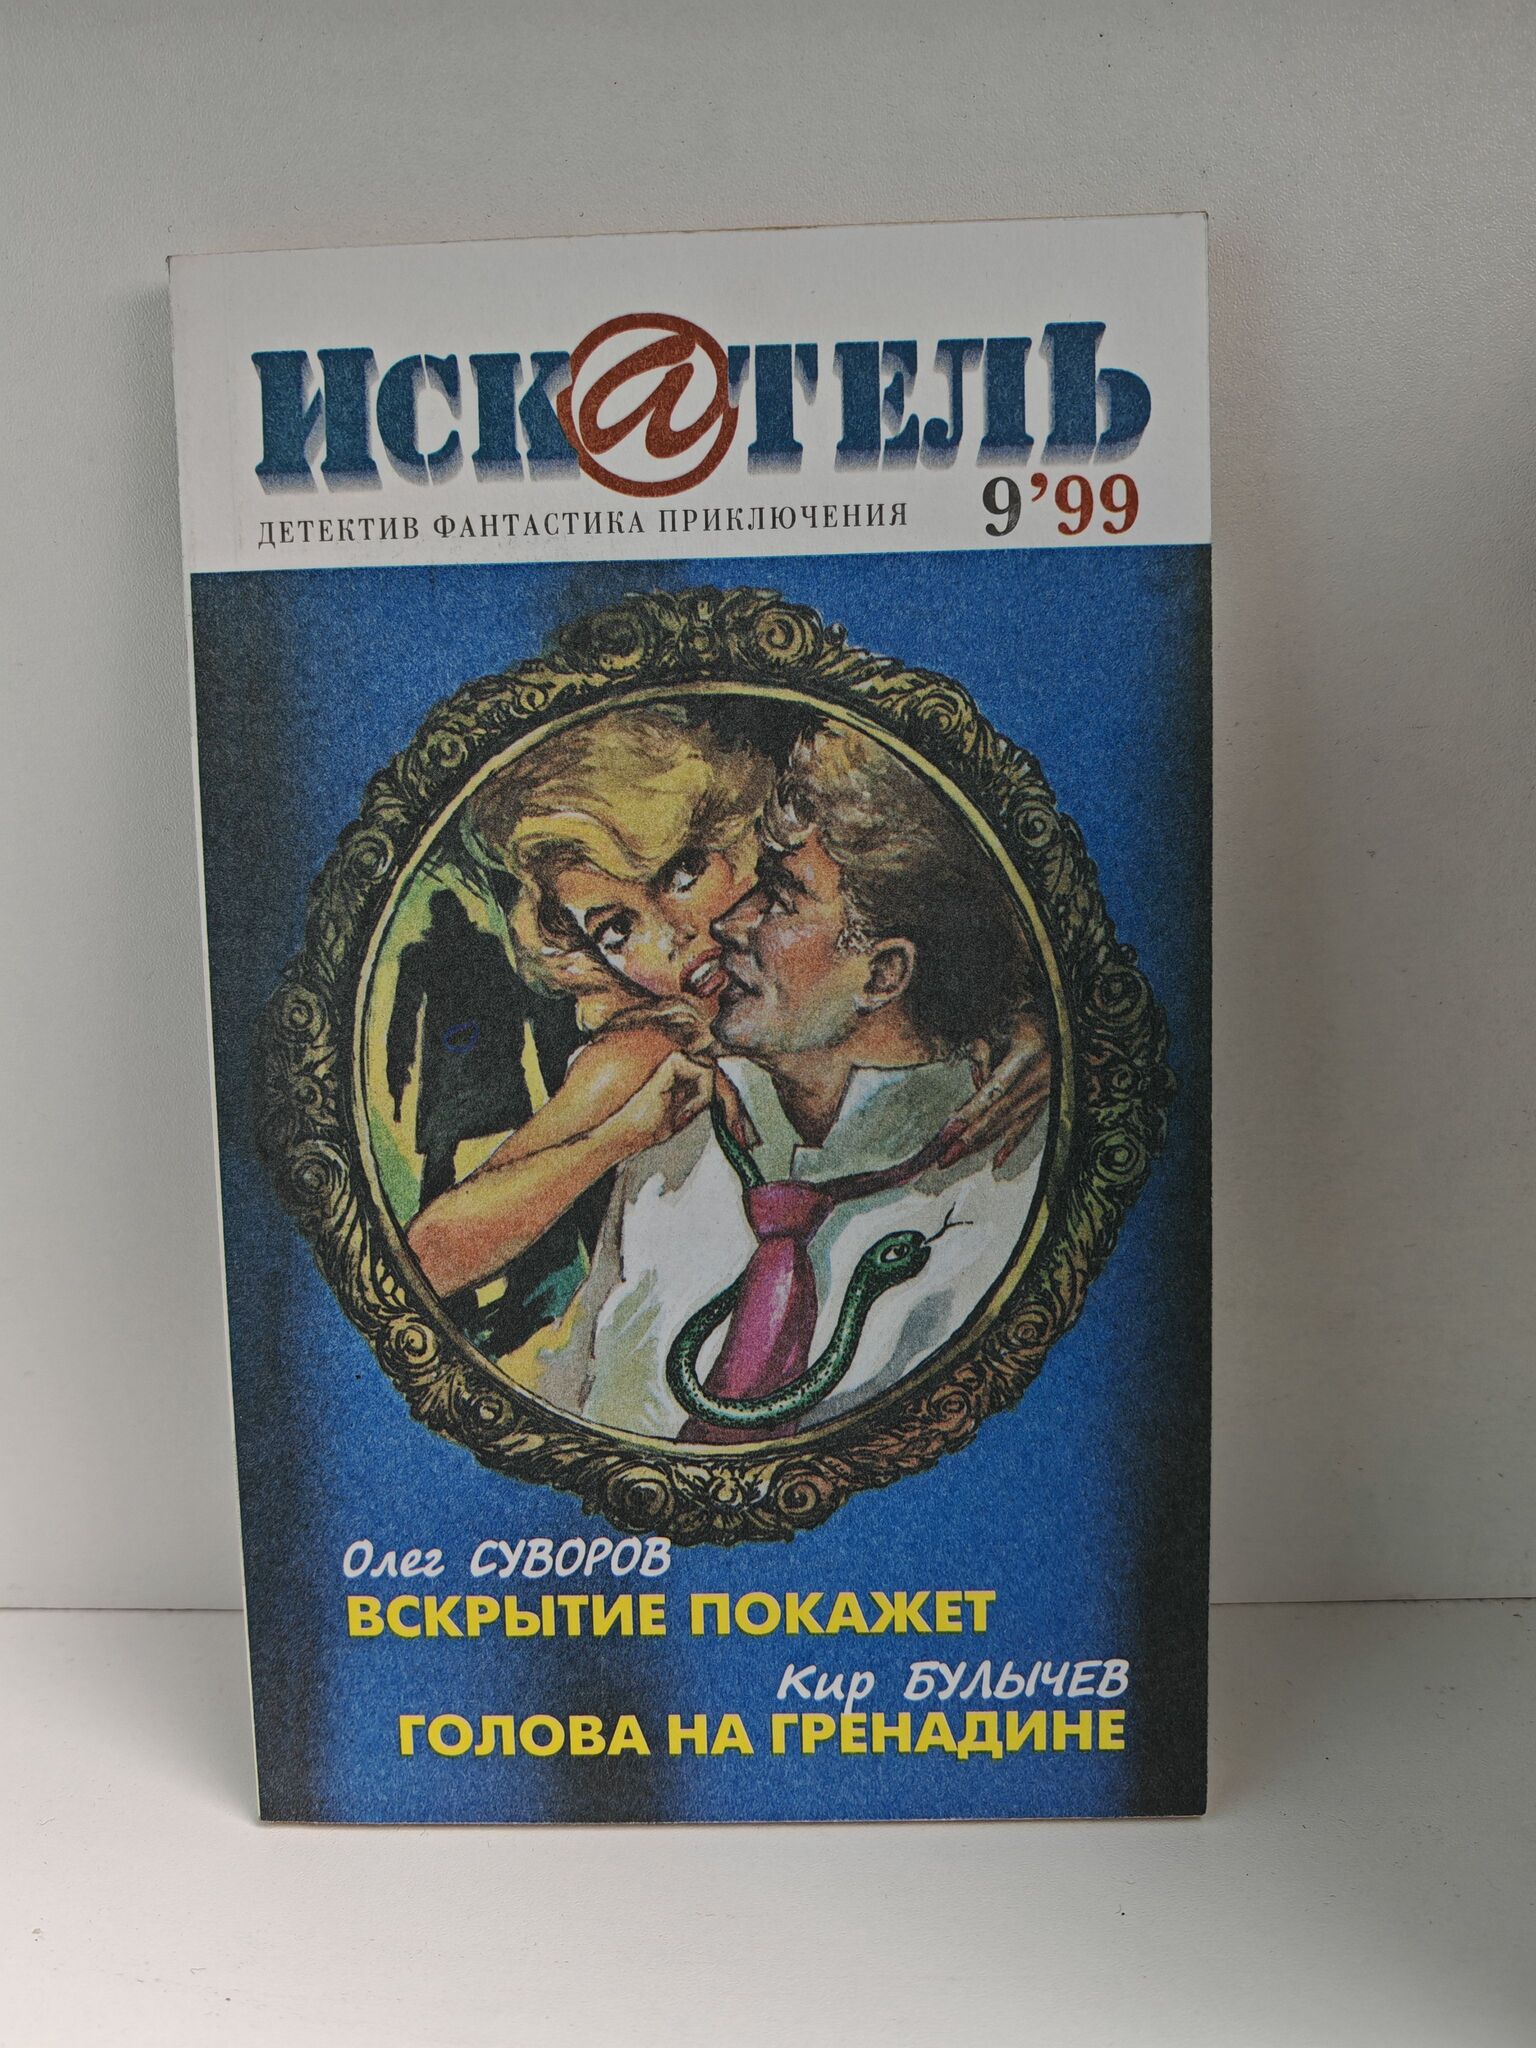 ИСК@ТЕЛЬ
ДЕТЕКТИВ ФАНТАСТИКА ПРИКЛЮЧЕНИЯ
9'99
Олег СУВОРОВ
ВСКРЫТИЕ ПОКАЖЕТ
Кир БУЛЫЧЕВ
ГОЛОВА НА ГРЕНАДИНЕ